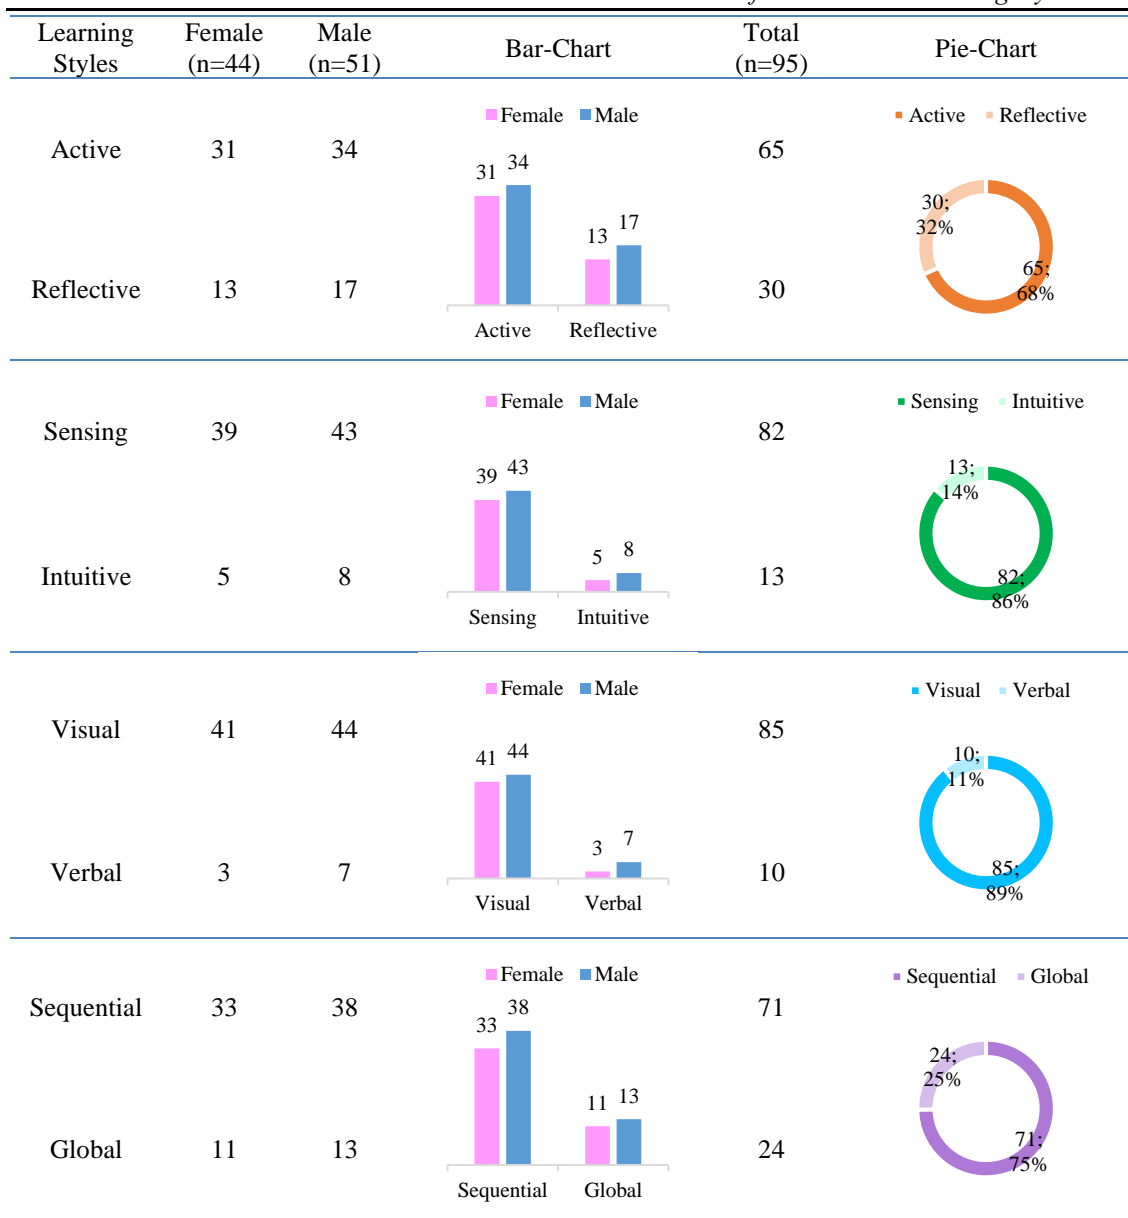 Learning Styles Female (n=44) Male (n=51) Bar-Chart Total (n=95) Pie-Chart
Active 31 34 65
Reflective 13 17 30
Female Male
31 34 13 17
Active Reflective
Active Reflective
30; 32%
65; 68%
Sensing 39 43 82
Intuitive 5 8 13
Female Male
39 43 5 8
Sensing Intuitive
Sensing Intuitive
13; 14%
82; 86%
Visual 41 44 85
Verbal 3 7 10
Female Male
41 44 3 7
Visual Verbal
Visual Verbal
10; 11%
85; 89%
Sequential 33 38 71
Global 11 13 24
Female Male
33 38 11 13
Sequential Global
Sequential Global
24; 25%
71; 75%